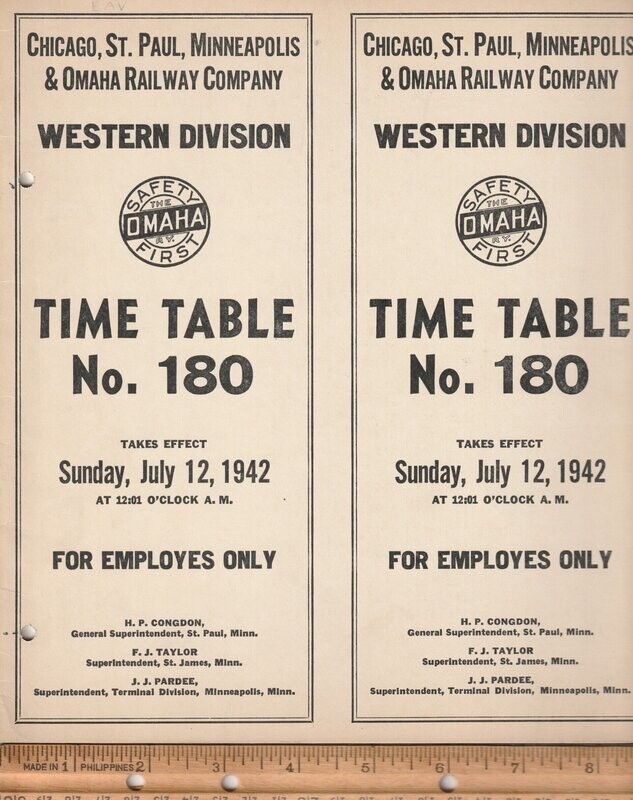 CHICAGO, ST. PAUL, MINNEAPOLIS
& OMAHA RAILWAY COMPANY
WESTERN DIVISION
SAFETY
THE
OMAHA
RY.
FIRST
TIME TABLE
No. 180
TAKES EFFECT
Sunday, July 12, 1942
AT 12:01 O'CLOCK A. M.
FOR EMPLOYES ONLY
H. P. CONGDON,
General Superintendent, St. Paul, Minn.
F. J. TAYLOR
Superintendent, St. James, Minn.
J. J. PARDEE,
Superintendent, Terminal Division, Minneapolis, Minn.
CHICAGO, ST. PAUL, MINNEAPOLIS
& OMAHA RAILWAY COMPANY
WESTERN DIVISION
SAFETY
THE
OMAHA
RY.
FIRST
TIME TABLE
No. 180
TAKES EFFECT
Sunday, July 12, 1942
AT 12:01 O'CLOCK A. M.
FOR EMPLOYES ONLY
H. P. CONGDON,
General Superintendent, St. Paul, Minn.
F. J. TAYLOR
Superintendent, St. James, Minn.
J. J. PARDEE,
Superintendent, Terminal Division, Minneapolis, Minn.
MADE IN 1 PHILIPPINES 2 3 4 5 6 7 8